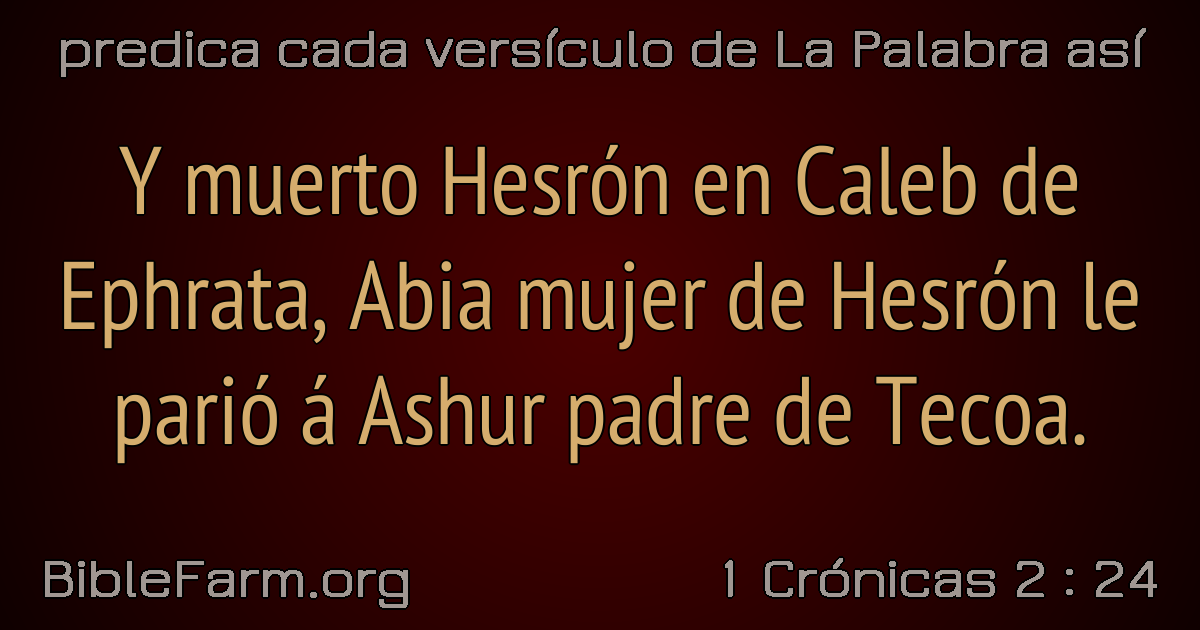 predica cada versículo de La Palabra así
Y muerto Hesrón en Caleb de
Ephrata, Abia mujer de Hesrón le
parió á Ashur padre de Tecoa.
BibleFarm.org
1 Crónicas 2 : 24